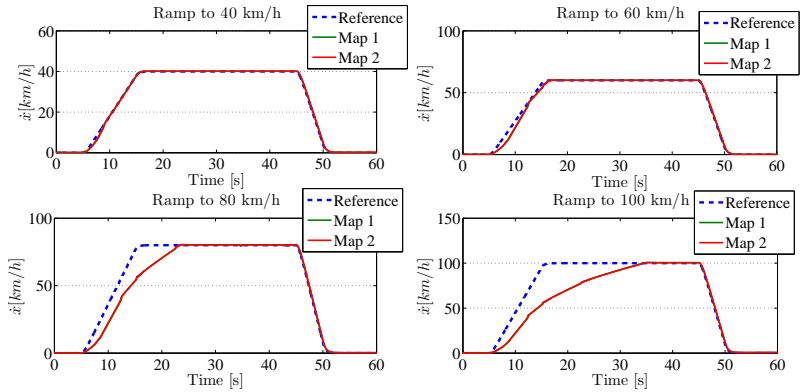 Ramp to 40 km/h
Reference
Map 1
Map 2
60
40
20
0
ẋ[km/h]
0 10 20 30 40 50 60
Time [s]
Ramp to 60 km/h
Reference
Map 1
Map 2
100
50
0
ẋ[km/h]
0 10 20 30 40 50 60
Time [s]
Ramp to 80 km/h
Reference
Map 1
Map 2
100
50
0
ẋ[km/h]
0 10 20 30 40 50 60
Time [s]
Ramp to 100 km/h
Reference
Map 1
Map 2
150
100
50
0
ẋ[km/h]
0 10 20 30 40 50 60
Time [s]